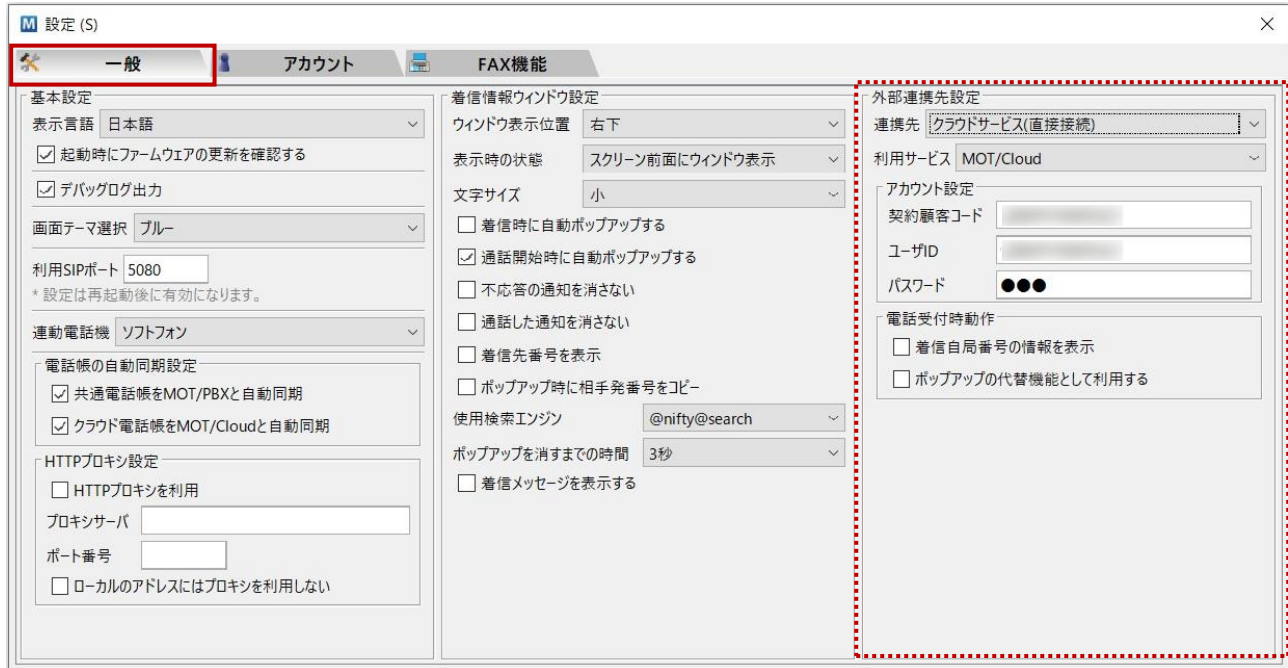 設定 (S)
一般
アカウント
FAX機能
基本設定
表示言語 日本語
起動時にファームウェアの更新を確認する
デバッグログ出力
画面テーマ選択 ブルー
利用SIPポート 5080
* 設定は再起動後に有効になります。
連動電話機 ソフトフォン
電話帳の自動同期設定
共通電話帳をMOT/PBXと自動同期
クラウド電話帳をMOT/Cloudと自動同期
HTTPプロキシ設定
HTTPプロキシを利用
プロキシサーバ
ポート番号
ローカルのアドレスにはプロキシを利用しない
着信情報ウィンドウ設定
ウィンドウ表示位置 右下
表示時の状態 スクリーン前面にウィンドウ表示
文字サイズ 小
着信時に自動ポップアップする
通話開始時に自動ポップアップする
不応答の通知を消さない
通話した通知を消さない
着信先番号を表示
ポップアップ時に相手発番号をコピー
使用検索エンジン @nifty@search
ポップアップを消すまでの時間 3秒
着信メッセージを表示する
外部連携先設定
連携先 クラウドサービス(直接接続)
利用サービス MOT/Cloud
アカウント設定
契約顧客コード
ユーザID
パスワード ●●●
電話受付時動作
着信自局番号の情報を表示
ポップアップの代替機能として利用する